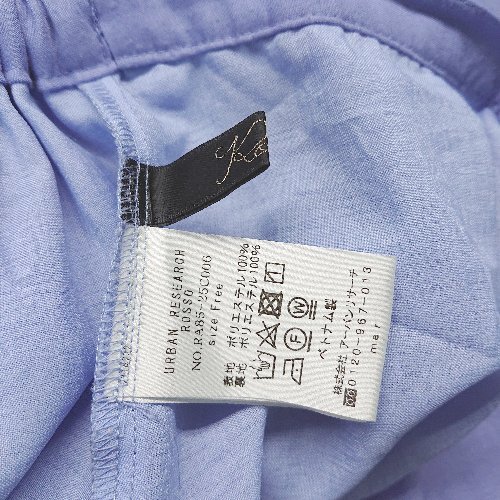 URBAN RESEARCH
ROSSO
NO.RA85-25C006
size:Free
表地 ポリエステル100%
裏地 ポリエステル100%
ベトナム製
株式会社 アーバンリサーチ
0120-967-013